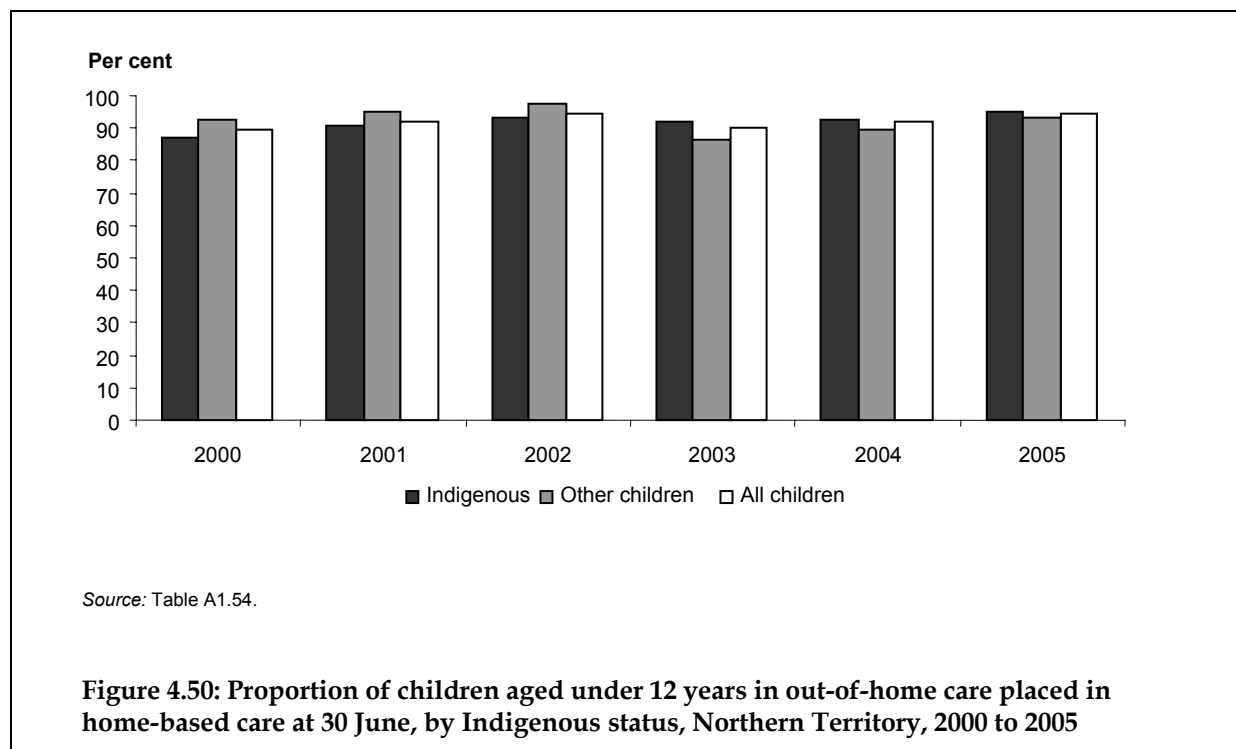 Per cent
100
90
80
70
60
50
40
30
20
10
0
2000 2001 2002 2003 2004 2005
Indigenous Other children All children
Source: Table A1.54.
Figure 4.50: Proportion of children aged under 12 years in out-of-home care placed in
home-based care at 30 June, by Indigenous status, Northern Territory, 2000 to 2005